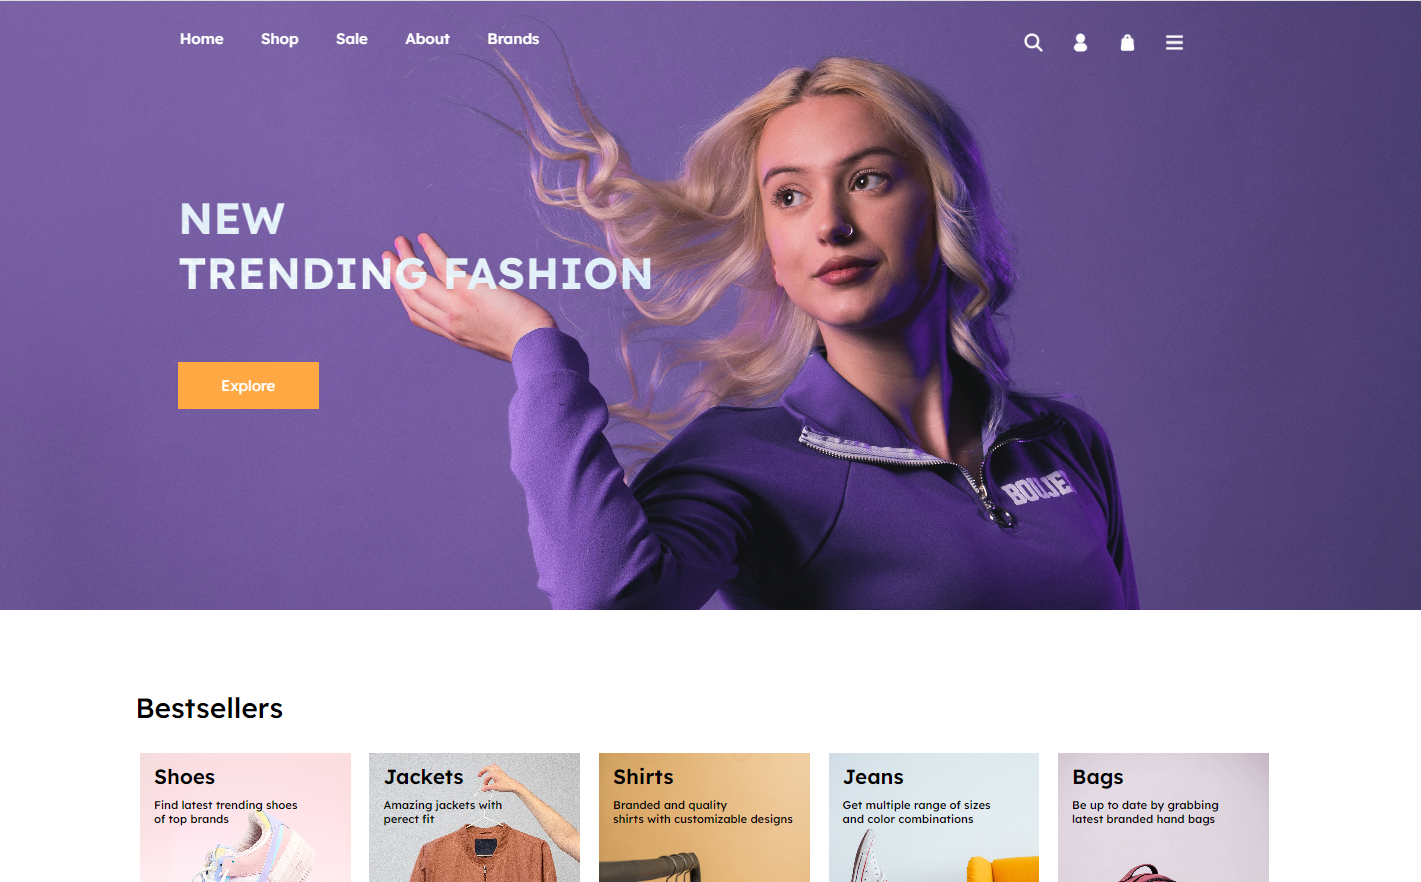 Home Shop Sale About Brands
NEW
TRENDING FASHION
Explore
BOUJEE
Bestsellers
Shoes
Find latest trending shoes
of top brands
Jackets
Amazing jackets with
perect fit
Shirts
Branded and quality
shirts with customizable designs
Jeans
Get multiple range of sizes
and color combinations
Bags
Be up to date by grabbing
latest branded hand bags